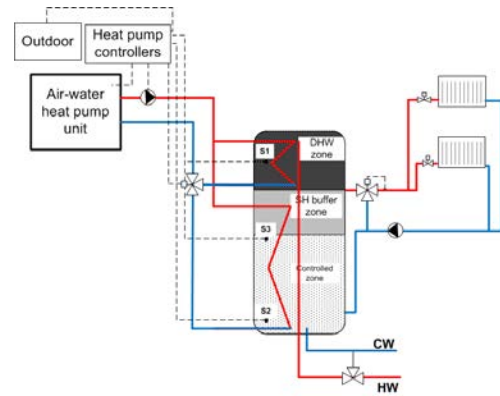 Outdoor
Heat pump
controllers
Air-water
heat pump
unit
S1
DHW
zone
SH buffer
zone
S3
Controlled
zone
S2
CW
HW